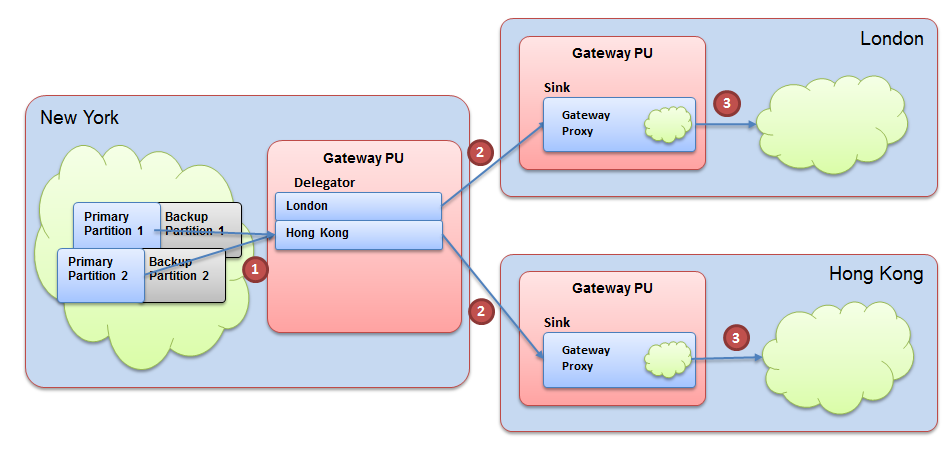 New York
Primary
Partition 1
Backup
Partition 1
Primary
Partition 2
Backup
Partition 2
1
Gateway PU
Delegator
London
Hong Kong
2
2
London
Gateway PU
Sink
Gateway
Proxy
3
Hong Kong
Gateway PU
Sink
Gateway
Proxy
3